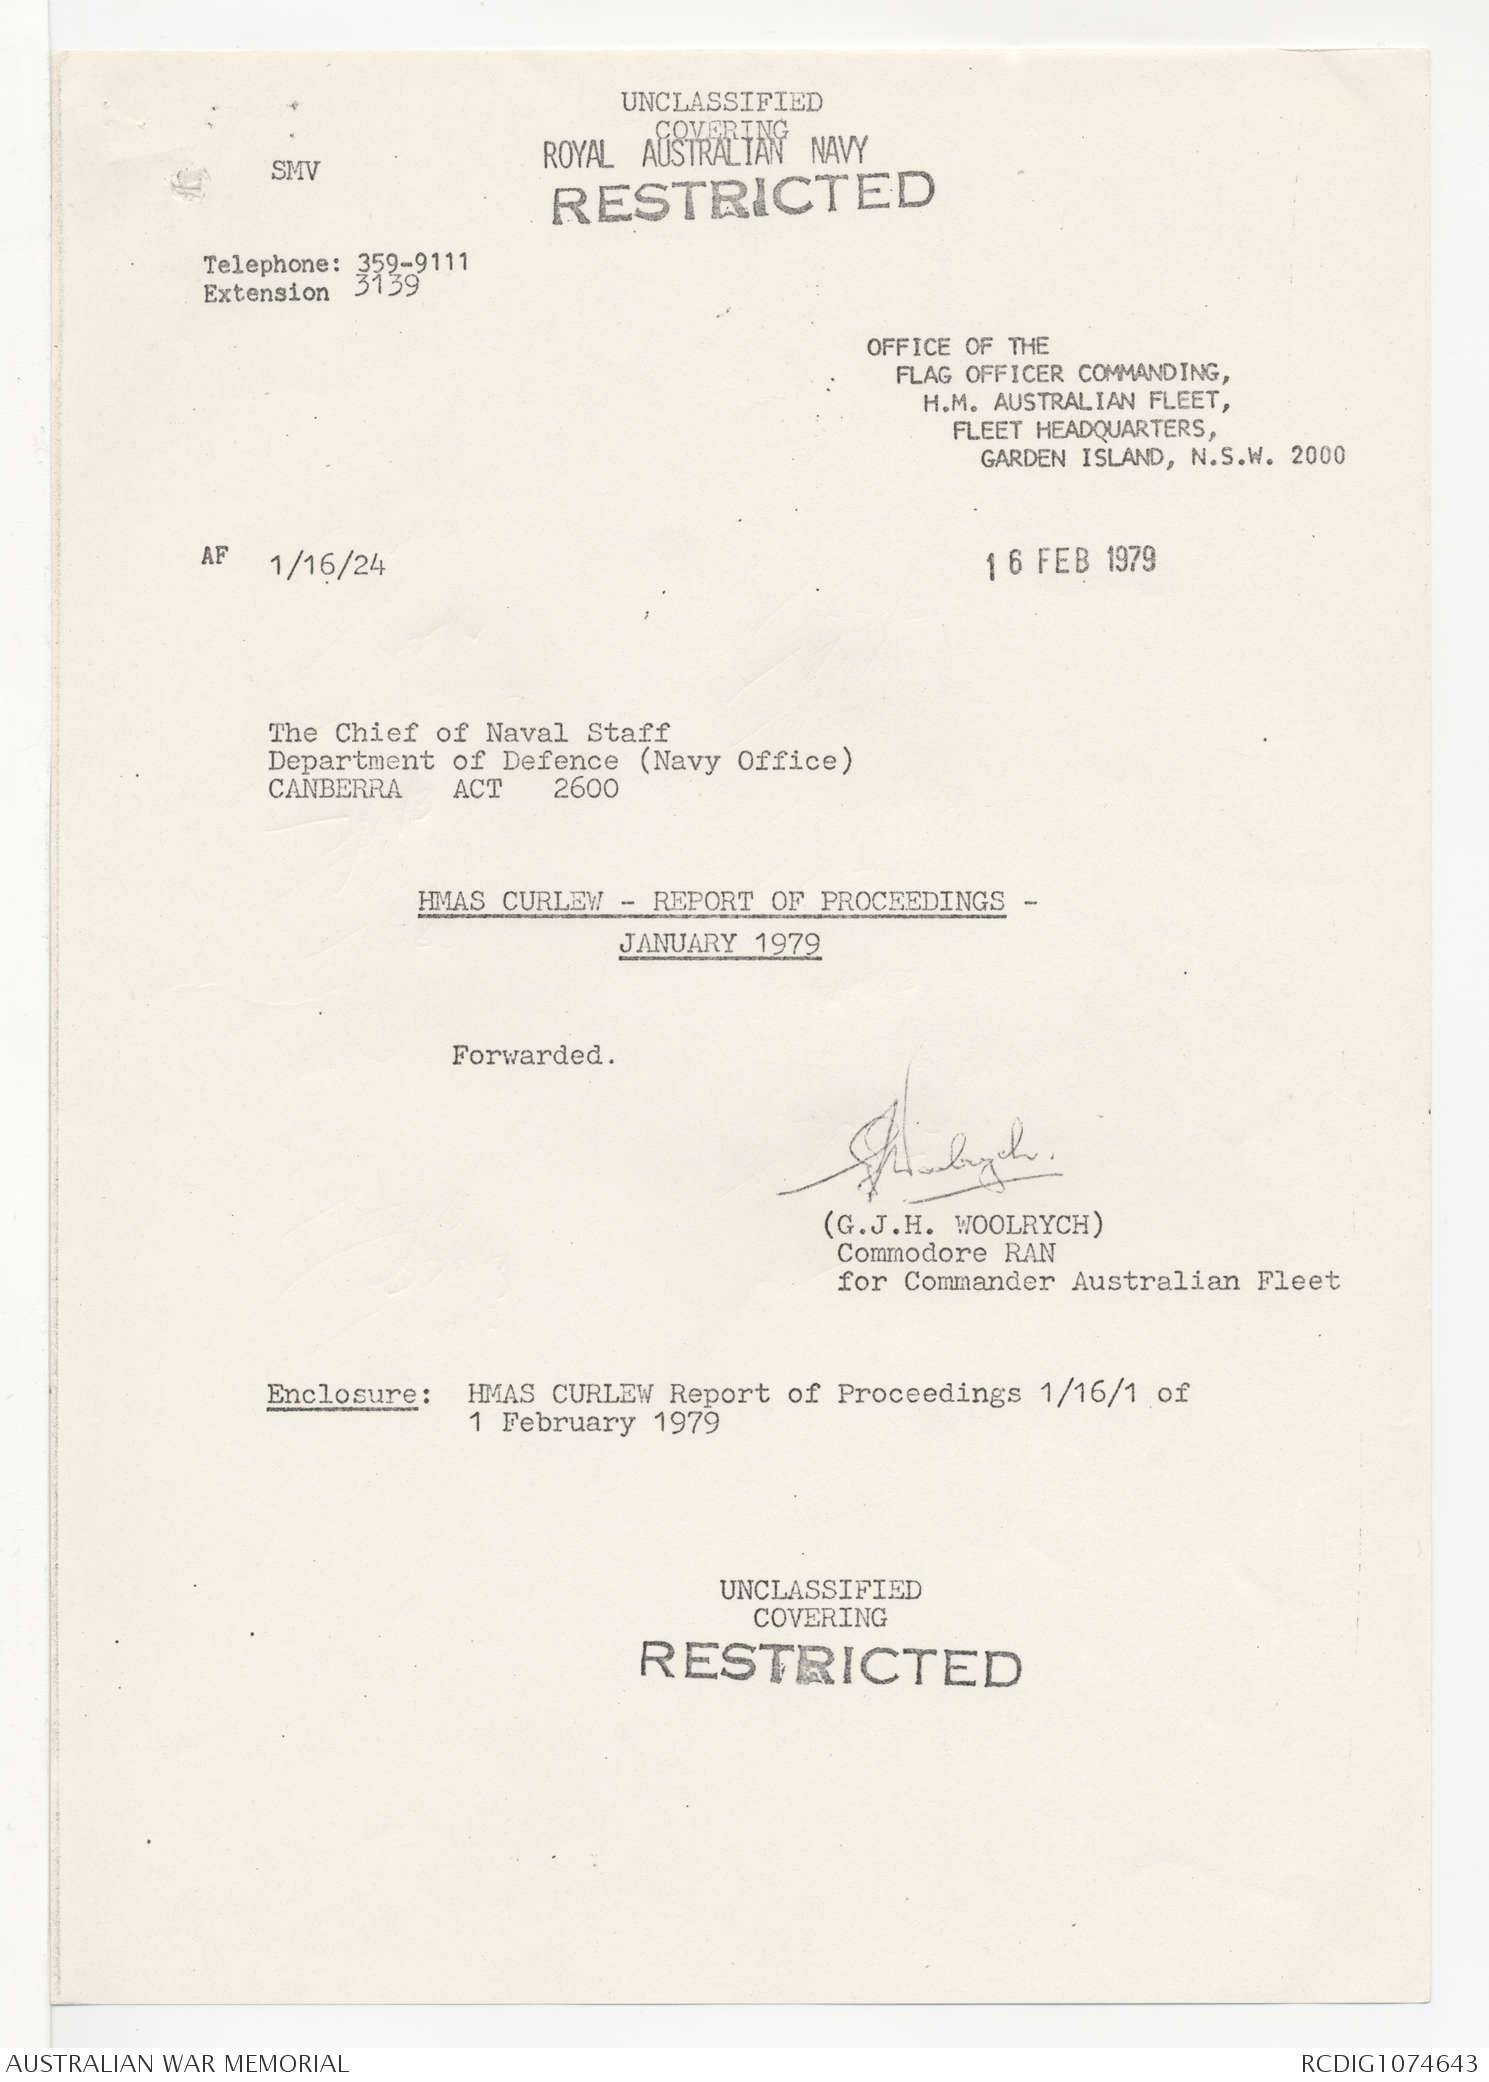 UNCLASSIFIED
COVERING
ROYAL AUSTRALIAN NAVY
RESTRICTED
SMV
Telephone: 359-9111
Extension 3139
OFFICE OF THE
FLAG OFFICER COMMANDING,
H.M. AUSTRALIAN FLEET,
FLEET HEADQUARTERS,
GARDEN ISLAND, N.S.W. 2000
AF 1/16/24
16 FEB 1979
The Chief of Naval Staff
Department of Defence (Navy Office)
CANBERRA ACT 2600
HMAS CURLEW - REPORT OF PROCEEDINGS -
JANUARY 1979
Forwarded.
GJHWoolrych.
(G.J.H. WOOLRYCH)
Commodore RAN
for Commander Australian Fleet
Enclosure: HMAS CURLEW Report of Proceedings 1/16/1 of
1 February 1979
UNCLASSIFIED
COVERING
RESTRICTED
AUSTRALIAN WAR MEMORIAL
RCDIG1074643